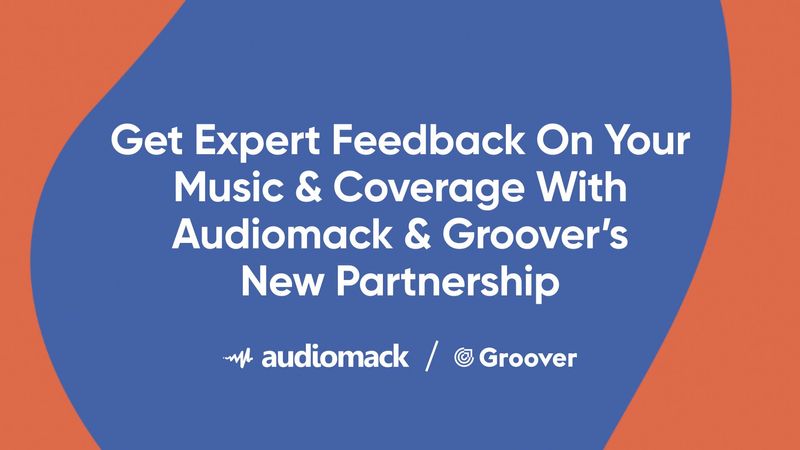 Get Expert Feedback On Your
Music & Coverage With
Audiomack & Groover’s
New Partnership
audiomack / Groover